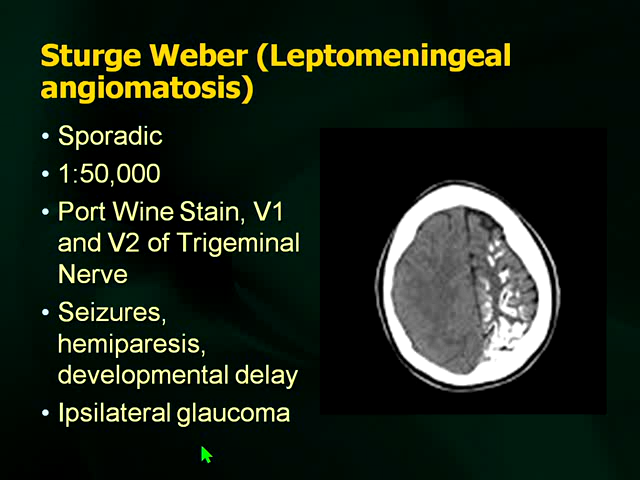 Sturge Weber (Leptomeningeal
angiomatosis)
• Sporadic
• 1:50,000
• Port Wine Stain, V1
and V2 of Trigeminal
Nerve
• Seizures,
hemiparesis,
developmental delay
• Ipsilateral glaucoma